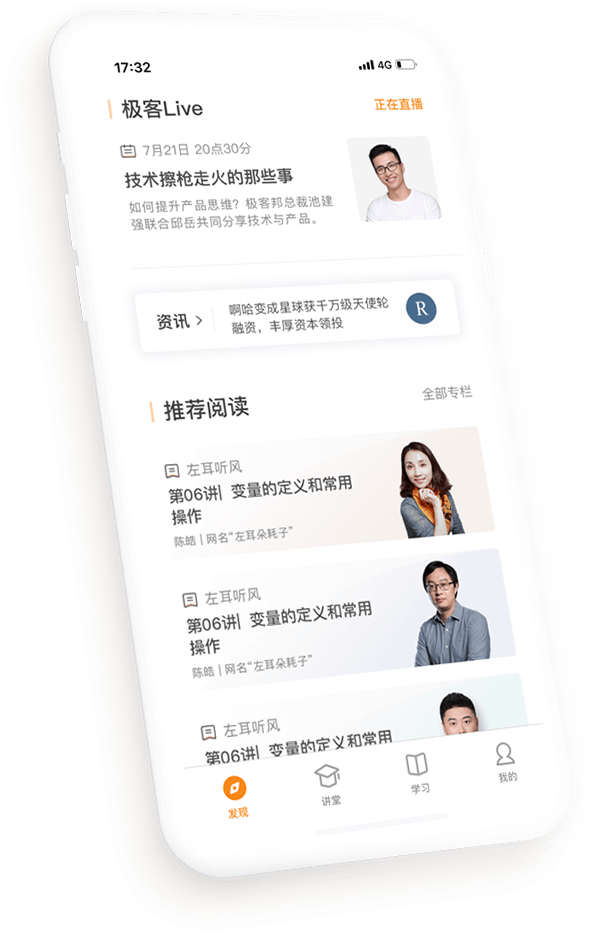 17:32
4G
极客Live
正在直播
7月21日 20点30分
技术擦枪走火的那些事
如何提升产品思维？极客邦总裁池建
强联合邱岳共同分享技术与产品。
资讯 >
啊哈变成星球获千万级天使轮
融资，丰厚资本领投
R
推荐阅读
全部专栏
左耳听风
第06讲| 变量的定义和常用
操作
陈皓 | 网名“左耳朵耗子”
左耳听风
第06讲| 变量的定义和常用
操作
陈皓 | 网名“左耳朵耗子”
左耳听风
第06讲| 变量的定义和常用
发现
讲堂
学习
我的